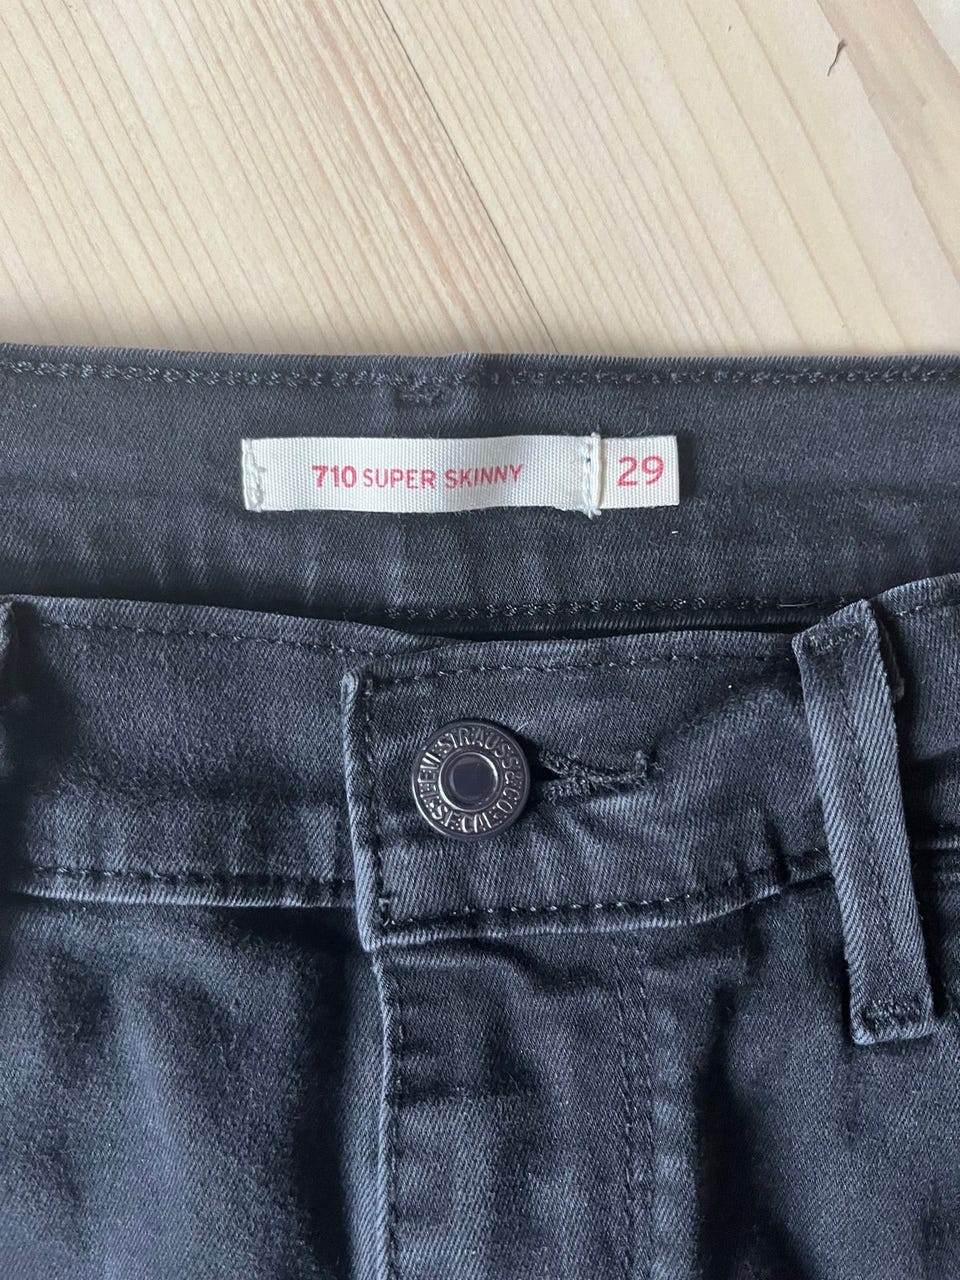 710 SUPER SKINNY 29
LEVI STRAUSS & CO.